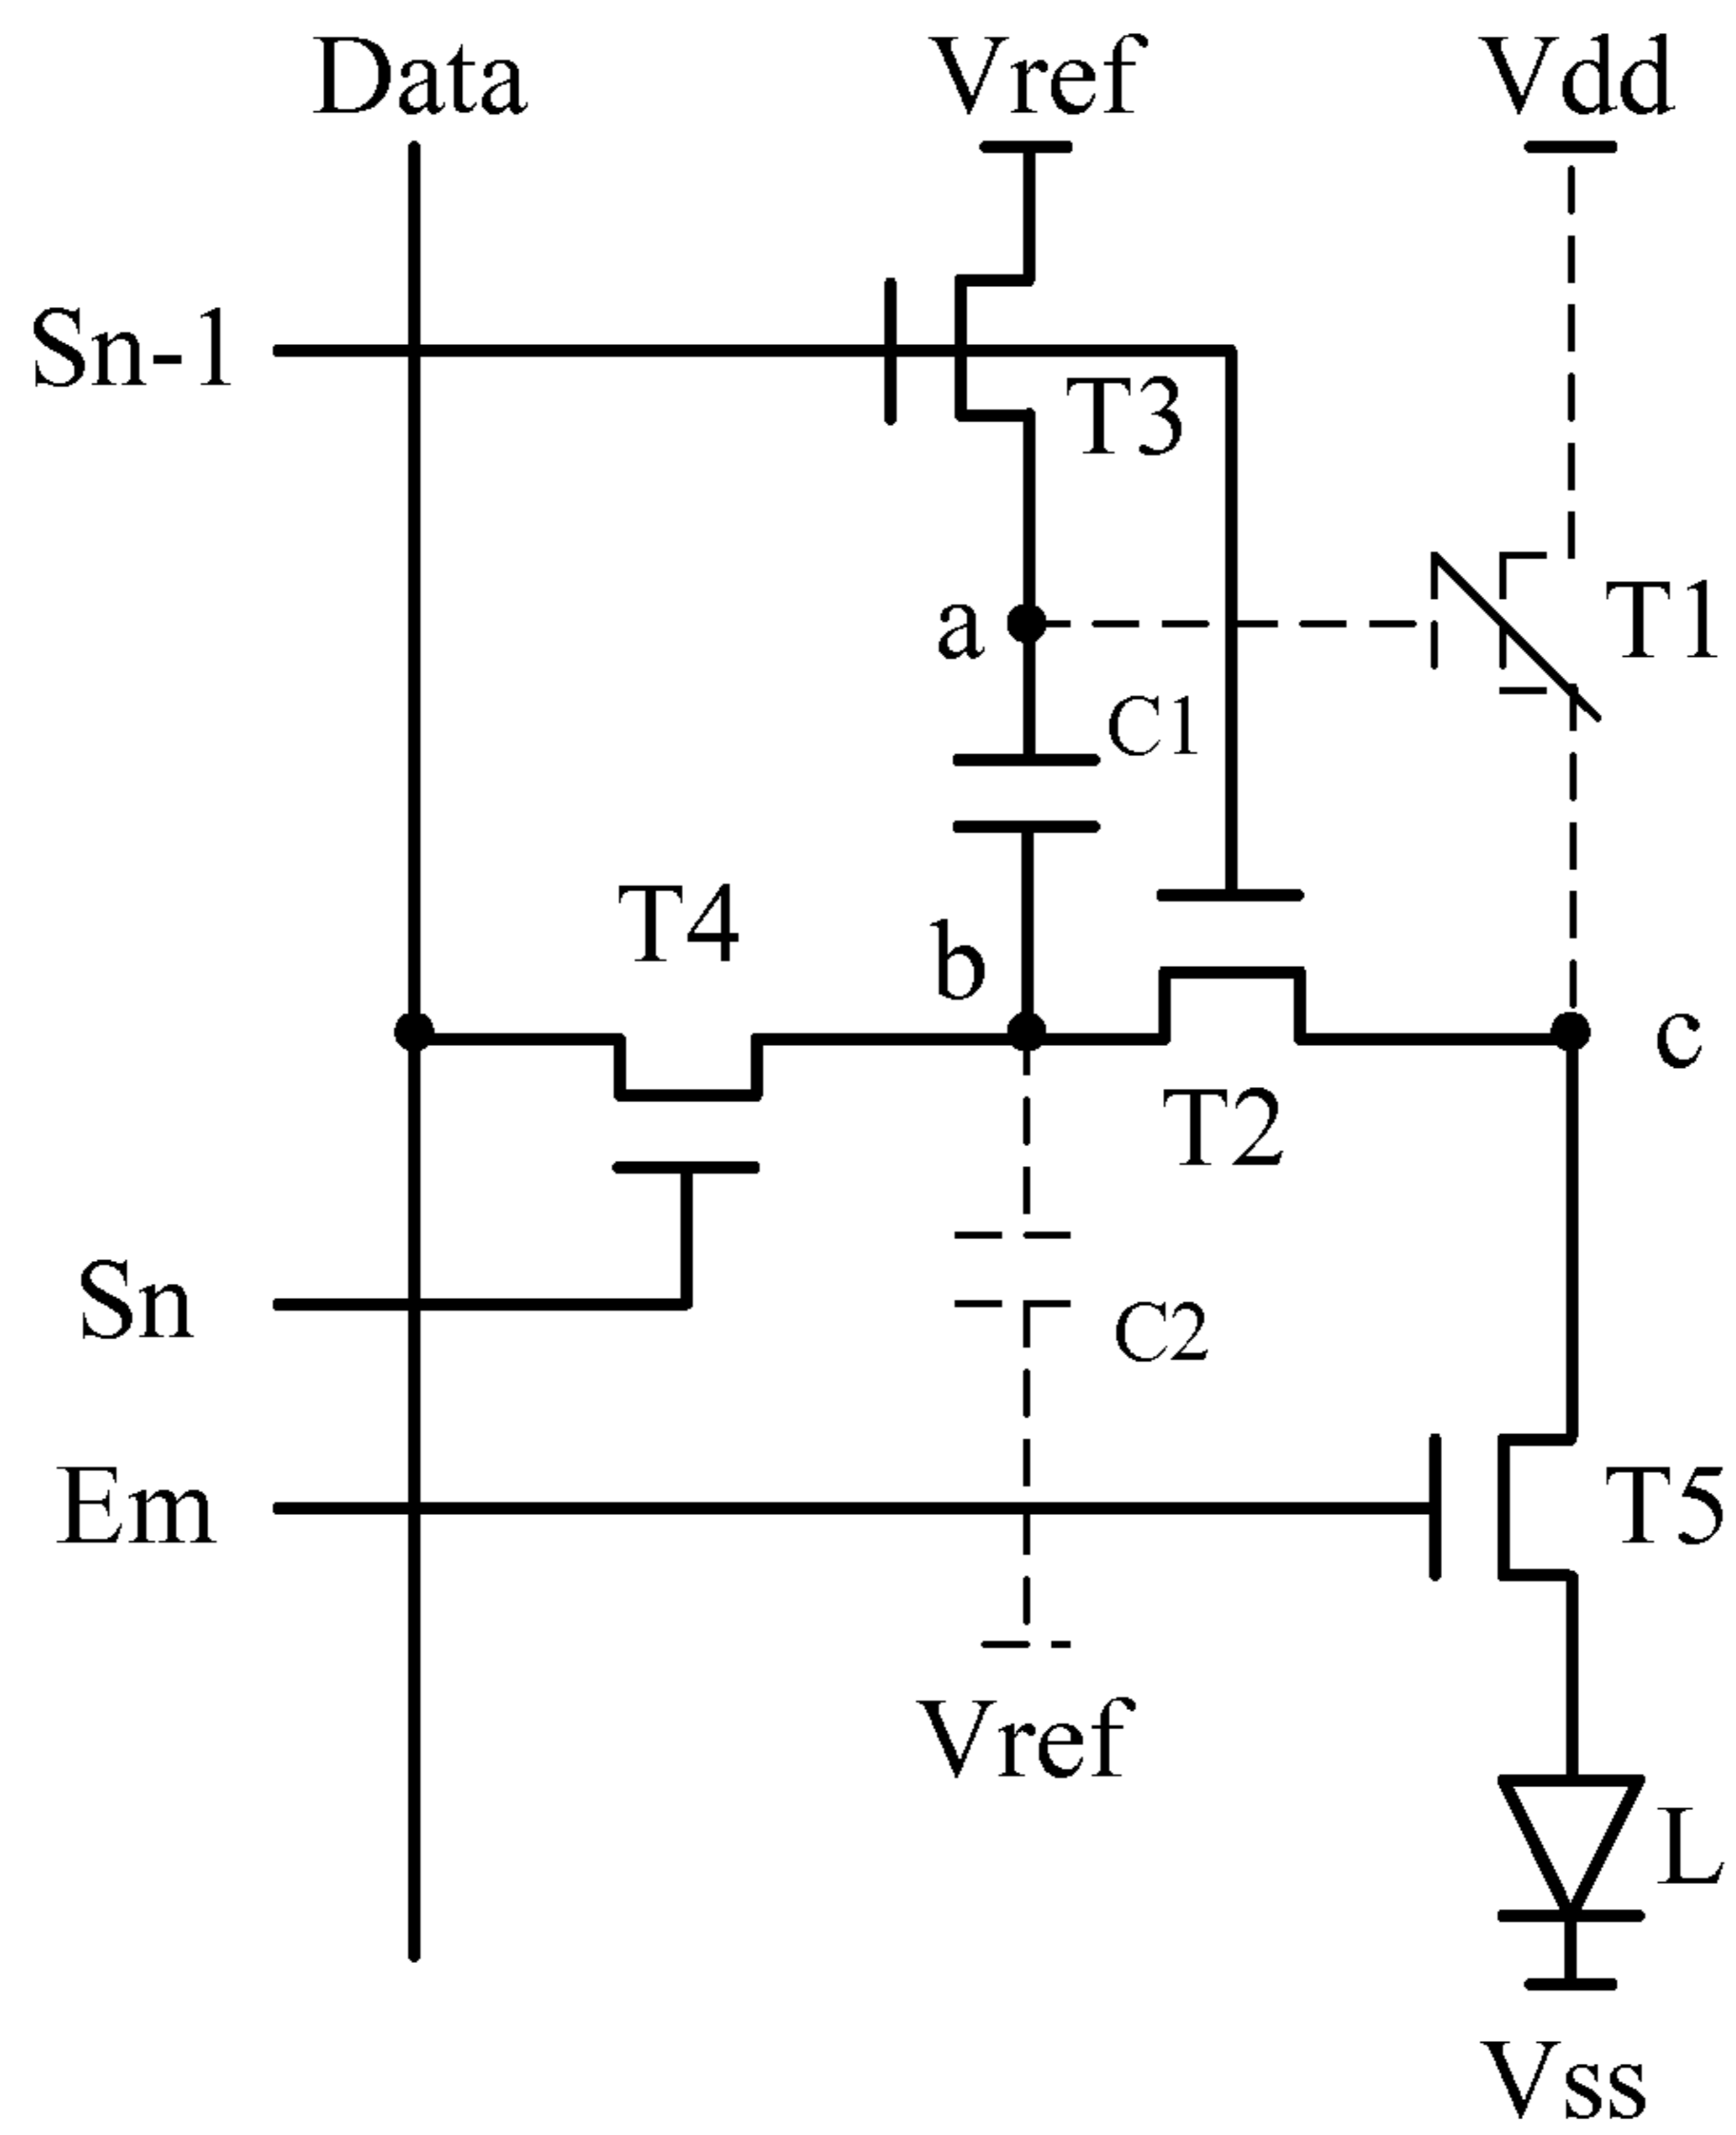 Data Vref Vdd
Sn-1
T3
T1
a
C1
T4
b
c
T2
Sn
C2
Em
T5
Vref
L
Vss